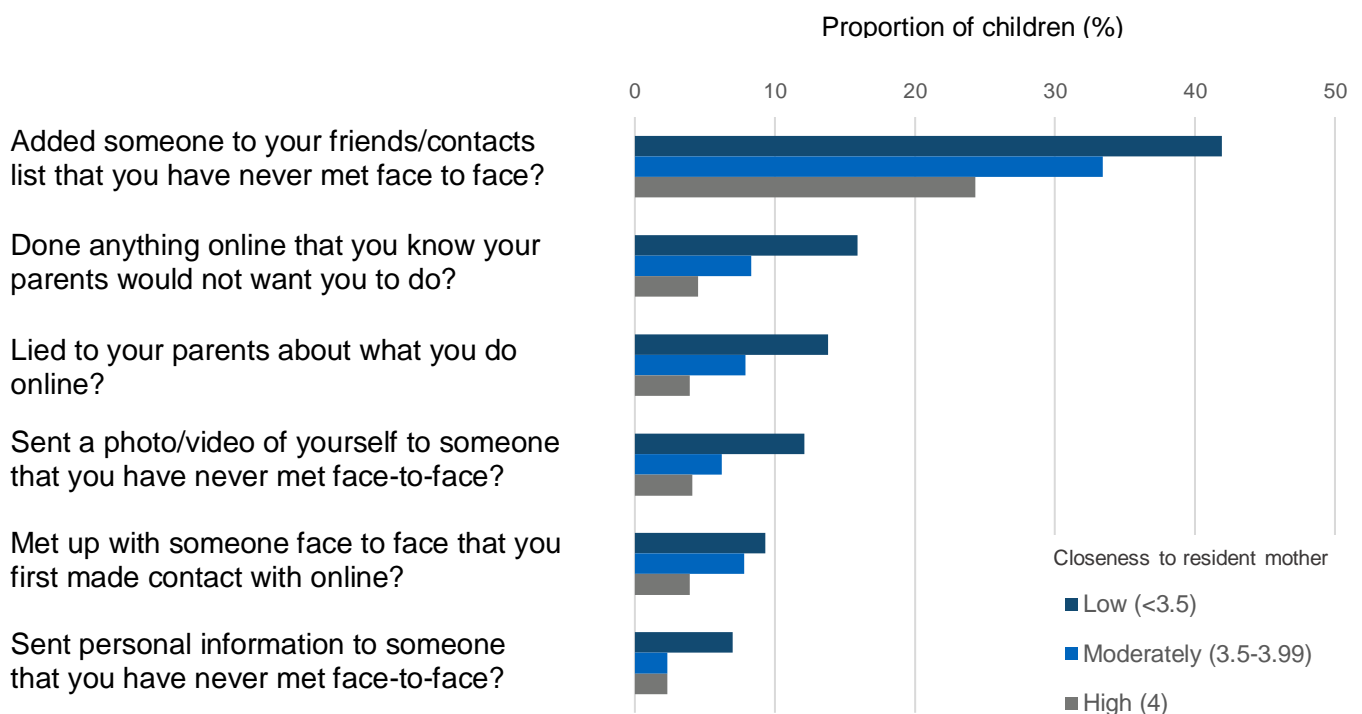 Proportion of children (%)
0 10 20 30 40 50
Added someone to your friends/contacts
list that you have never met face to face?
Done anything online that you know your
parents would not want you to do?
Lied to your parents about what you do
online?
Sent a photo/video of yourself to someone
that you have never met face-to-face?
Met up with someone face to face that you
first made contact with online?
Sent personal information to someone
that you have never met face-to-face?
Closeness to resident mother
Low (<3.5)
Moderately (3.5-3.99)
High (4)